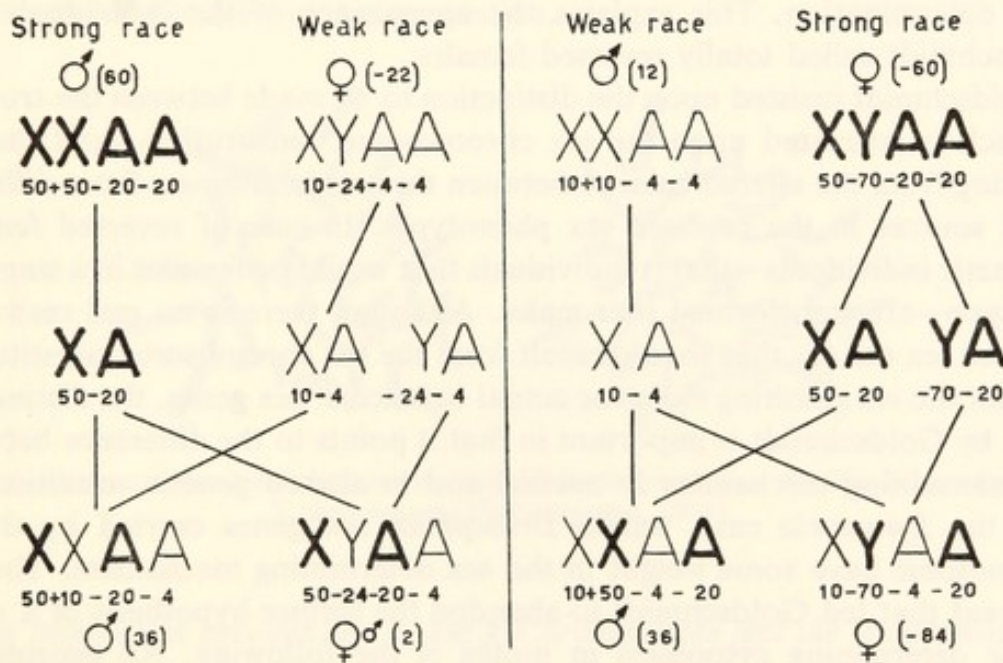 Strong race Weak race Weak race Strong race
♂ (60) ♀ (-22) ♂ (12) ♀ (-60)
XXAA XYAA XXAA XYAA
50+50-20-20 10-24-4-4 10+10-4-4 50-70-20-20
XA XA YA XA XA YA
50-20 10-4 -24-4 10-4 50-20 -70-20
XXAA XYAA XXAA XYAA
50+10-20-4 50-24-20-4 10+50-4-20 10-70-4-20
♂ (36) ♀♂ (2) ♂ (36) ♀ (-84)